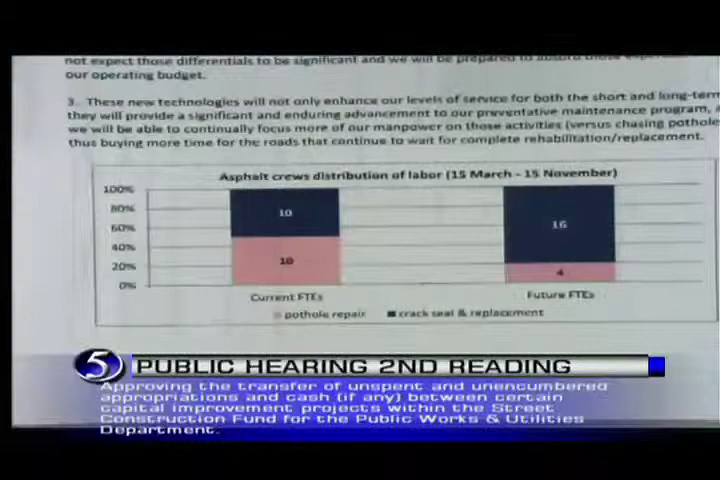 not expect those differentials to be significant and we will be prepared to absorb those
our operating budget.
3. These new technologies will not only enhance our levels of service for both the short and long-term
they will provide a significant and enduring advancement to our preventative maintenance program,
we will be able to continually focus more of our manpower on those activities (versus chasing pothole
thus buying more time for the roads that continue to wait for complete rehabilitation/replacement.
Asphalt crews distribution of labor (15 March - 15 November)
100%
80%
60%
40%
20%
0%
10
10
16
4
Current FTEs
Future FTEs
pothole repair
crack seal & replacement
5
PUBLIC HEARING 2ND READING
Approving the transfer of unspent and unencumbered
appropriations and cash (if any) between certain
capital improvement projects within the Street
Construction Fund for the Public Works & Utilities
Department.